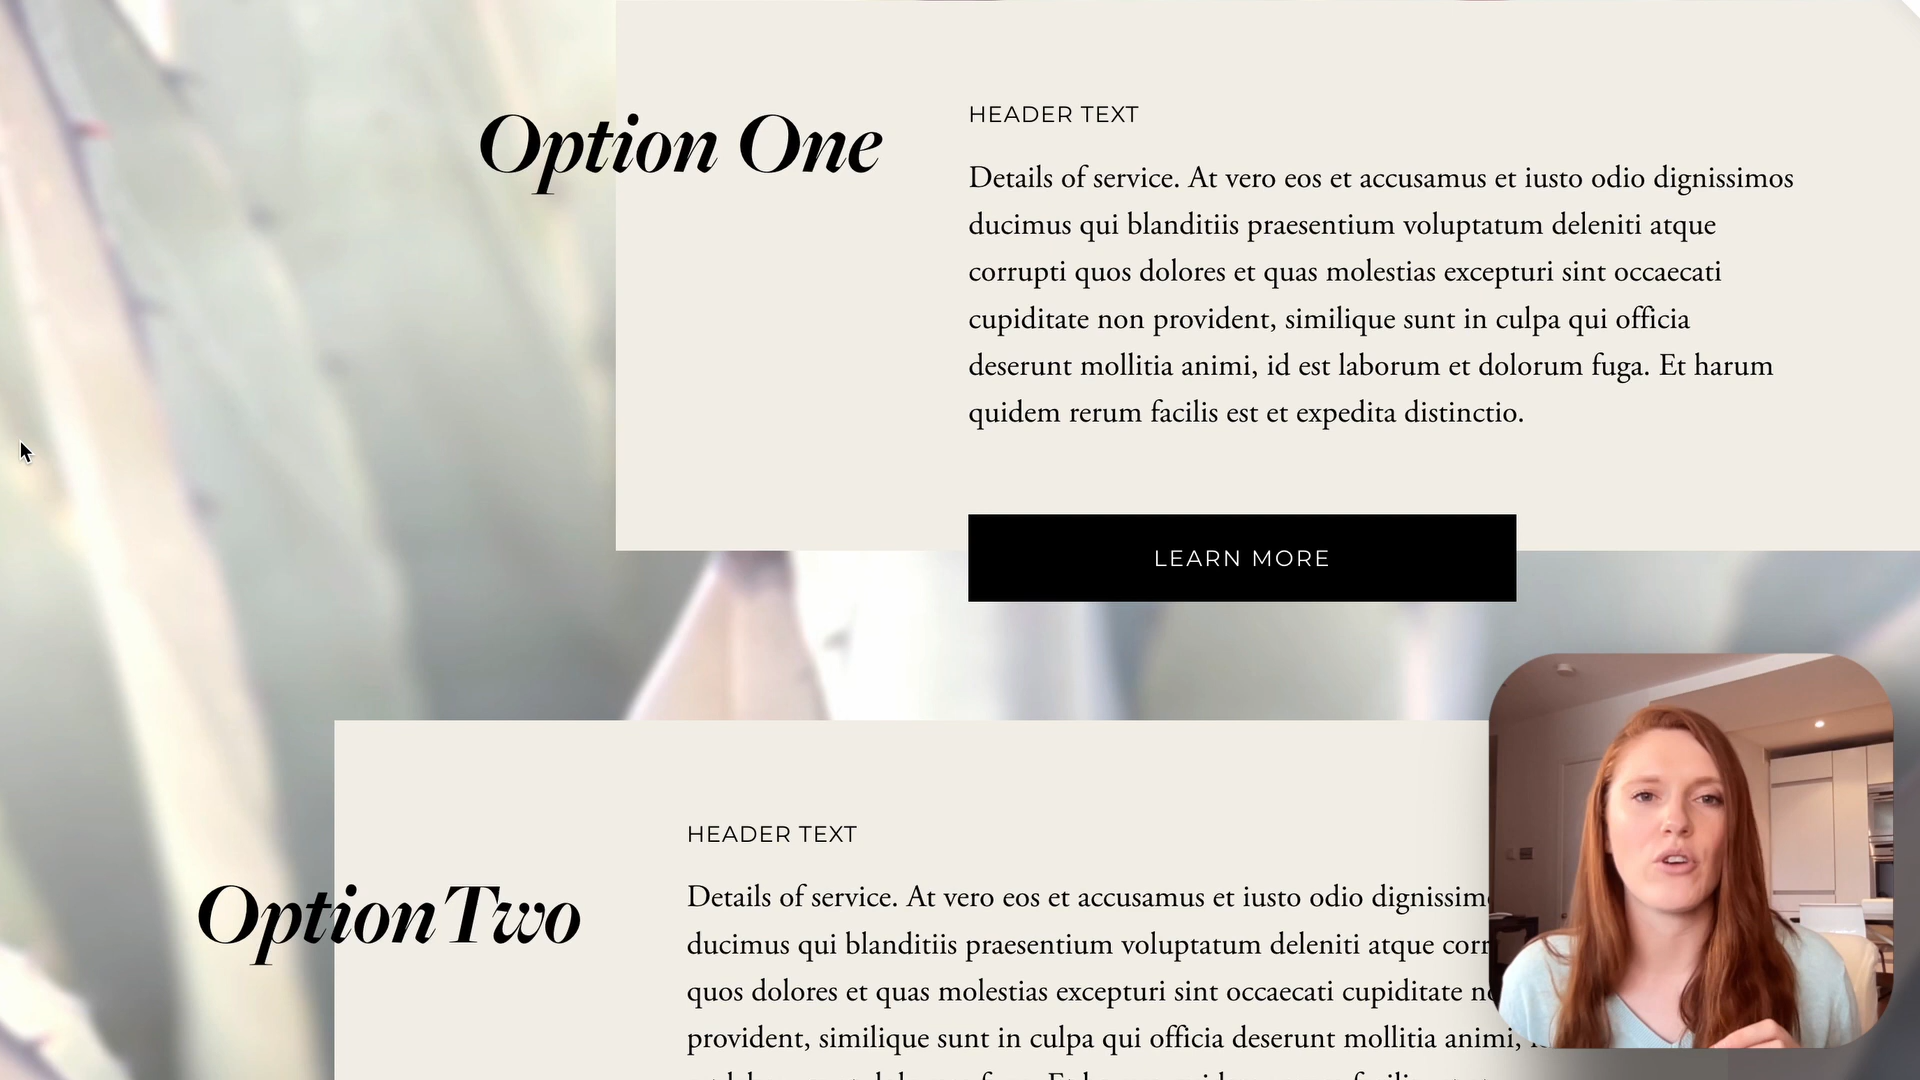 Option One
HEADER TEXT
Details of service. At vero eos et accusamus et iusto odio dignissimos
ducimus qui blanditiis praesentium voluptatum deleniti atque
corrupti quos dolores et quas molestias excepturi sint occaecati
cupiditate non provident, similique sunt in culpa qui officia
deserunt mollitia animi, id est laborum et dolorum fuga. Et harum
quidem rerum facilis est et expedita distinctio.
LEARN MORE
Option Two
HEADER TEXT
Details of service. At vero eos et accusamus et iusto odio
ducimus qui blanditiis praesentium voluptatum deleniti atque
quos dolores et quas molestias excepturi sint occaecati cupiditate
provident, similique sunt in culpa qui officia deserunt mollitia animi,